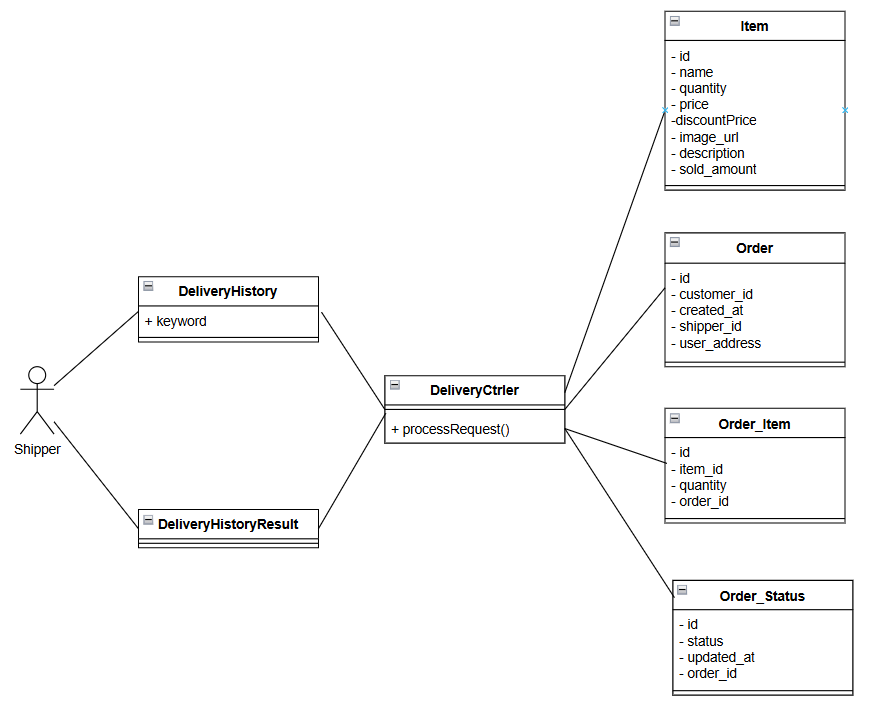 Item
- id
- name
- quantity
- price
-discountPrice
- image_url
- description
- sold_amount
Order
- id
- customer_id
- created_at
- shipper_id
- user_address
DeliveryHistory
+ keyword
Shipper
DeliveryCtrler
+ processRequest()
Order_Item
- id
- item_id
- quantity
- order_id
DeliveryHistoryResult
Order_Status
- id
- status
- updated_at
- order_id